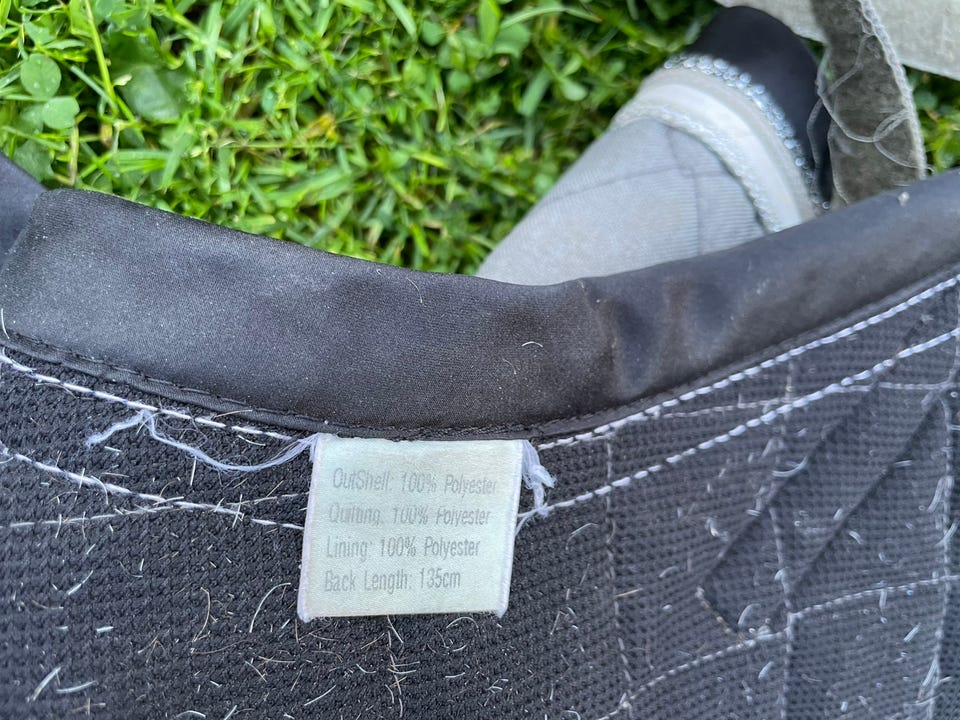 OutShell: 100% Polyester
Quilting: 100% Polyester
Lining: 100% Polyester
Back Length: 135cm